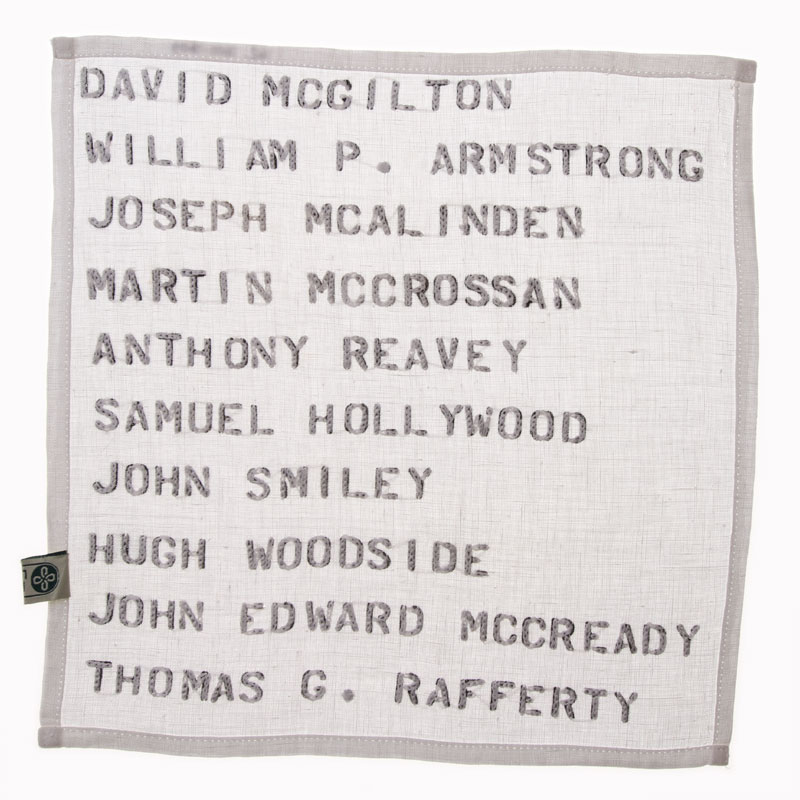 DAVID MCGILTON
WILLIAM P. ARMSTRONG
JOSEPH MCALINDEN
MARTIN MCCROSSAN
ANTHONY REAVEY
SAMUEL HOLLYWOOD
JOHN SMILEY
HUGH WOODSIDE
JOHN EDWARD MCCREADY
THOMAS G. RAFFERTY